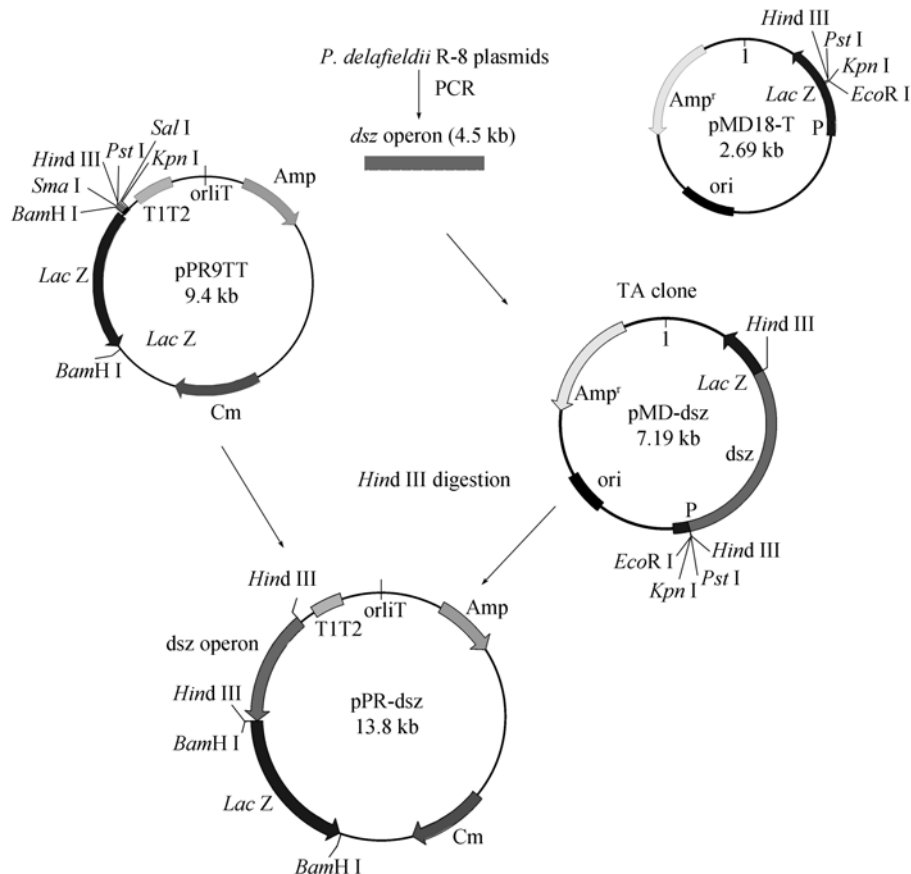 P. delafieldii R-8 plasmids
PCR
dsz operon (4.5 kb)
Hind III
Pst I
Kpn I
EcoR I
1
Lac Z
P
Ampʳ
pMD18-T
2.69 kb
ori
Sal I
Pst I
Kpn I
Hind III
Sma I
BamH I
T1T2
orliT
Amp
Lac Z
pPR9TT
9.4 kb
Lac Z
BamH I
Cm
TA clone
1
Hind III
Lac Z
Ampʳ
pMD-dsz
7.19 kb
dsz
ori
P
EcoR I
Kpn I
Pst I
Hind III
Hind III digestion
Hind III
T1T2
orliT
Amp
dsz operon
Hind III
BamH I
pPR-dsz
13.8 kb
Lac Z
BamH I
Cm